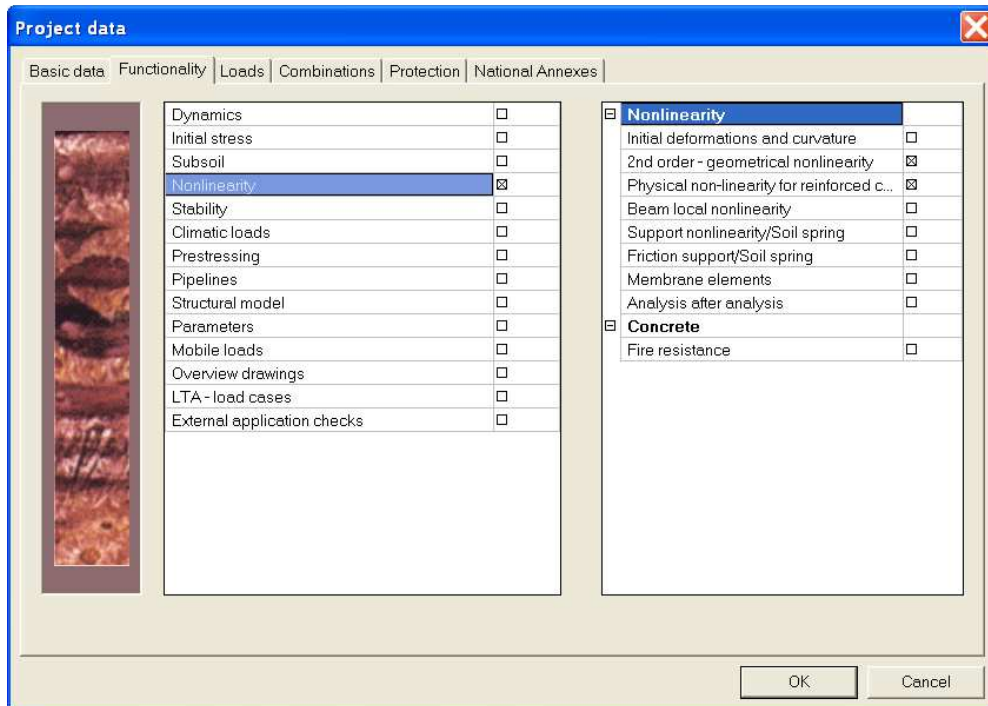 Project data
Basic data Functionality Loads Combinations Protection National Annexes
Dynamics
Initial stress
Subsoil
Nonlinearity
Stability
Climatic loads
Prestressing
Pipelines
Structural model
Parameters
Mobile loads
Overview drawings
LTA - load cases
External application checks
Nonlinearity
Initial deformations and curvature
2nd order - geometrical nonlinearity
Physical non-linearity for reinforced c...
Beam local nonlinearity
Support nonlinearity/Soil spring
Friction support/Soil spring
Membrane elements
Analysis after analysis
Concrete
Fire resistance
OK Cancel